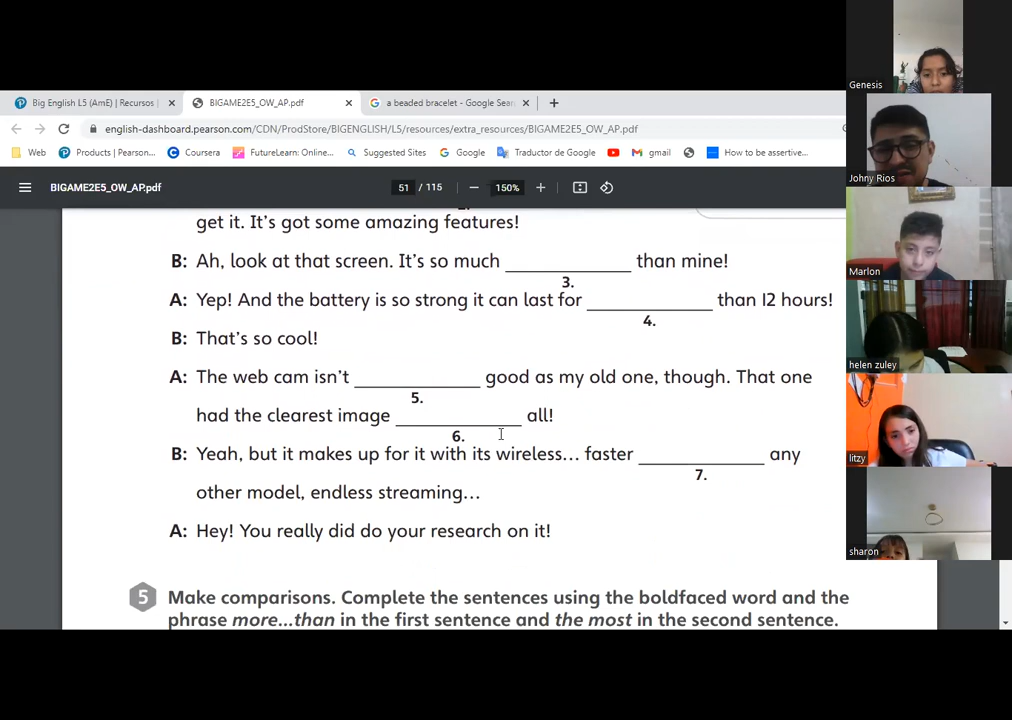 Big English L5 (AmE) | Recursos |
BIGAME2E5_OW_AP.pdf
a beaded bracelet - Google Sear
english-dashboard.pearson.com/CDN/ProdStore/BIGENGLISH/L5/resources/extra_resources/BIGAME2E5_OW_AP.pdf
Web Products | Pearson... Coursera FutureLearn: Online... Suggested Sites Google Traductor de Google gmail How to be assertive...
BIGAME2E5_OW_AP.pdf 51 / 115 150%
get it. It's got some amazing features!
B: Ah, look at that screen. It's so much ____________ than mine!
3.
A: Yep! And the battery is so strong it can last for ____________ than 12 hours!
4.
B: That's so cool!
A: The web cam isn't ____________ good as my old one, though. That one
5.
had the clearest image ____________ all!
6.
B: Yeah, but it makes up for it with its wireless... faster ____________ any
7.
other model, endless streaming...
A: Hey! You really did do your research on it!
5 Make comparisons. Complete the sentences using the boldfaced word and the
phrase more...than in the first sentence and the most in the second sentence.
Genesis
Johny Rios
Marlon
helen zuley
litzy
sharon